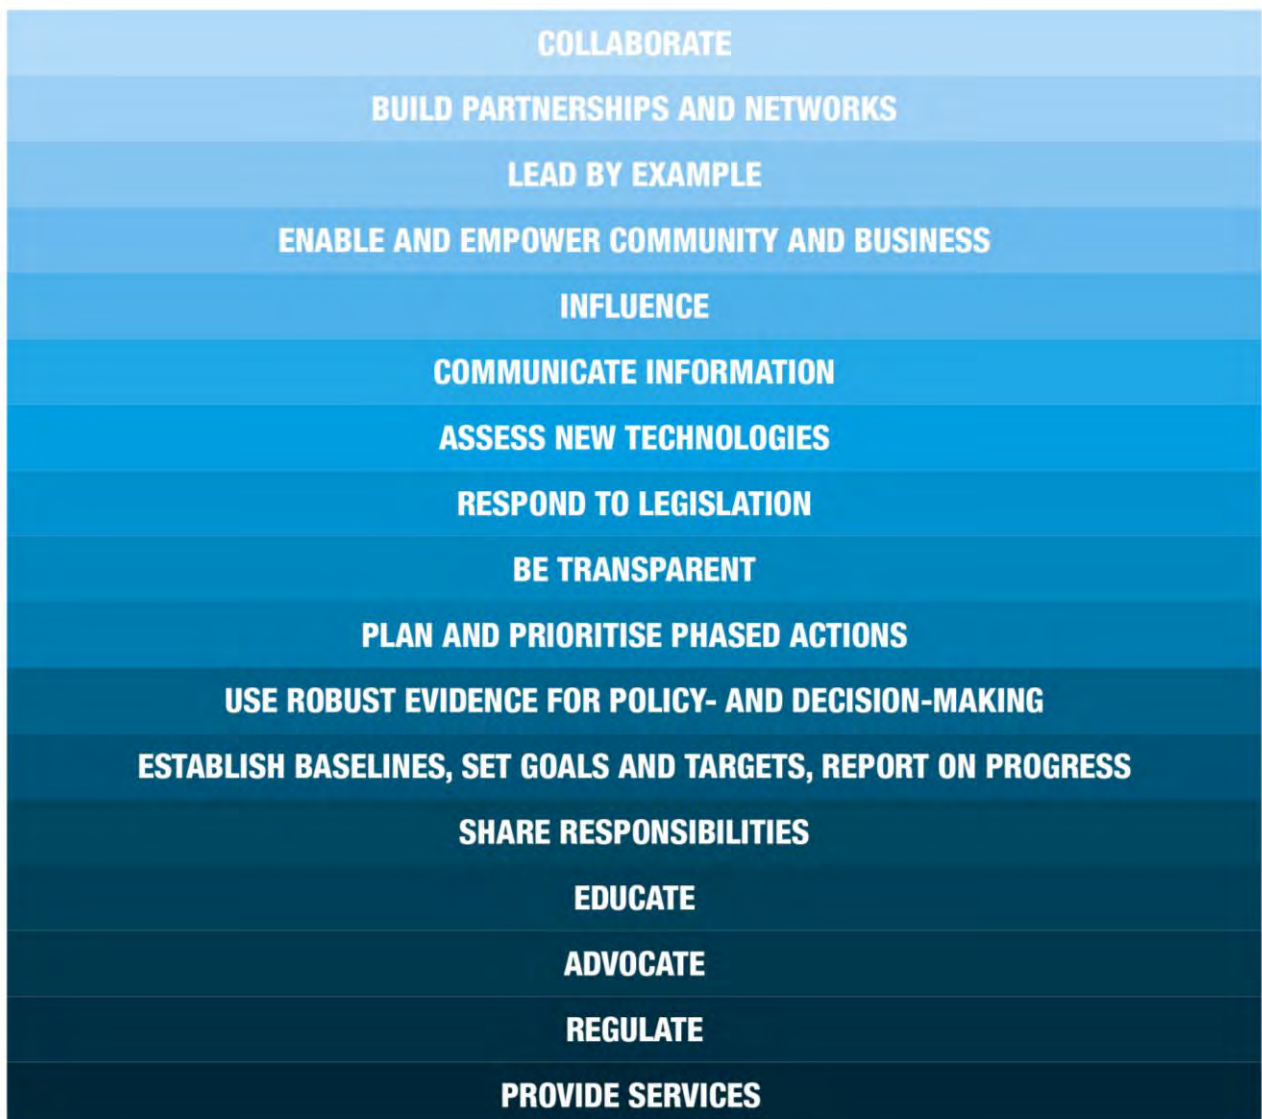 COLLABORATE
BUILD PARTNERSHIPS AND NETWORKS
LEAD BY EXAMPLE
ENABLE AND EMPOWER COMMUNITY AND BUSINESS
INFLUENCE
COMMUNICATE INFORMATION
ASSESS NEW TECHNOLOGIES
RESPOND TO LEGISLATION
BE TRANSPARENT
PLAN AND PRIORITISE PHASED ACTIONS
USE ROBUST EVIDENCE FOR POLICY- AND DECISION-MAKING
ESTABLISH BASELINES, SET GOALS AND TARGETS, REPORT ON PROGRESS
SHARE RESPONSIBILITIES
EDUCATE
ADVOCATE
REGULATE
PROVIDE SERVICES